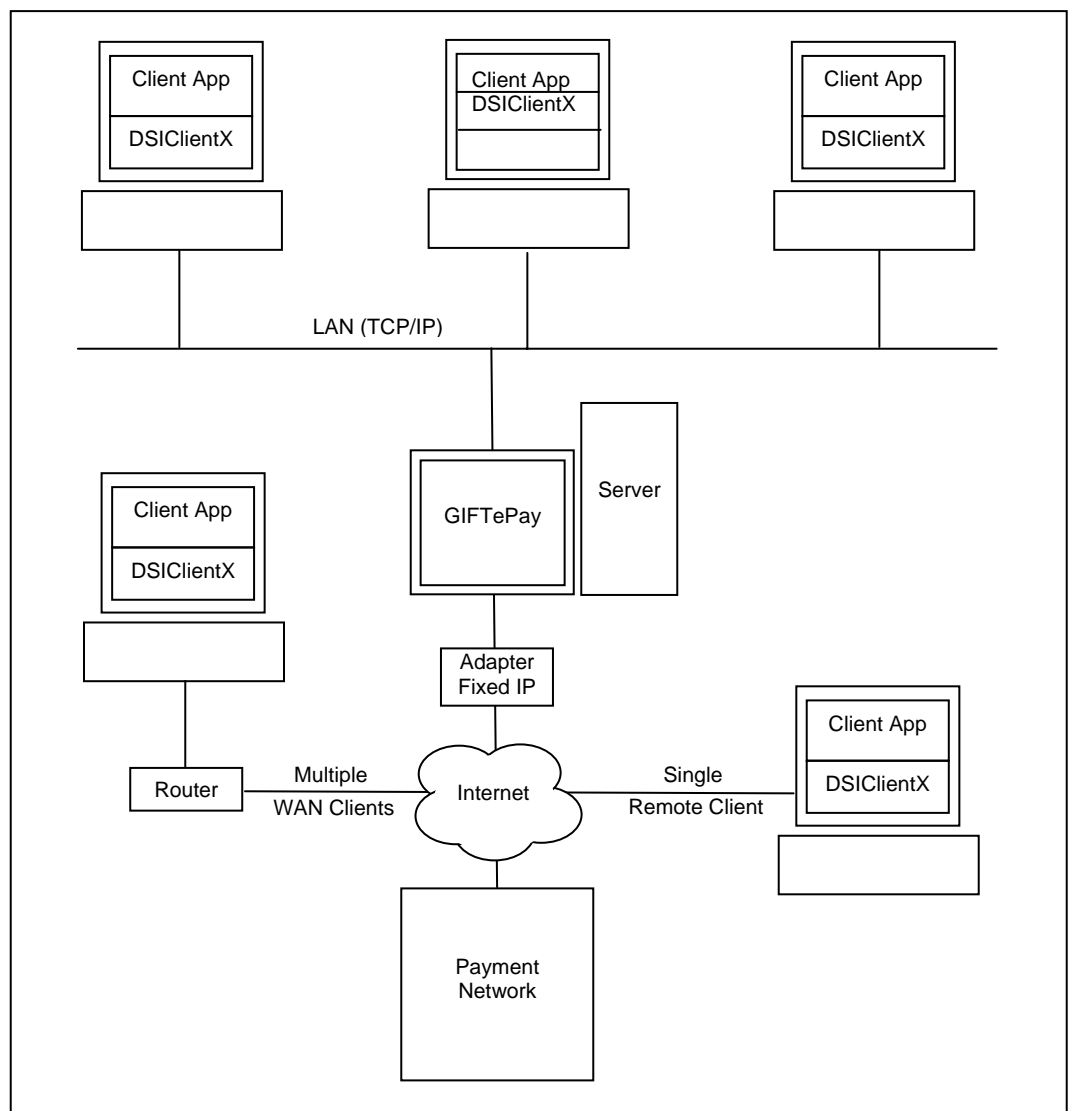 Client App
DSIClientX
Client App
DSIClientX
Client App
DSIClientX
LAN (TCP/IP)
GIFTePay
Server
Client App
DSIClientX
Adapter
Fixed IP
Router
Multiple
WAN Clients
Internet
Single
Remote Client
Client App
DSIClientX
Payment
Network